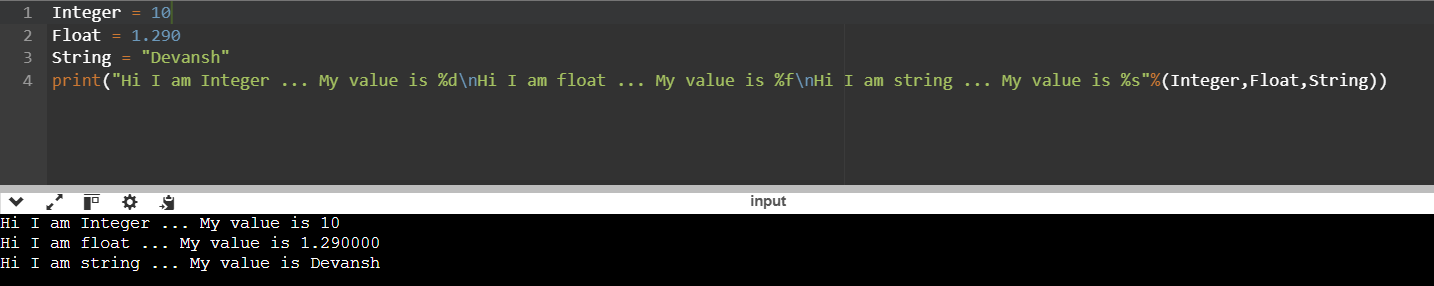 1 Integer = 10
2 Float = 1.290
3 String = "Devansh"
4 print("Hi I am Integer ... My value is %d\nHi I am float ... My value is %f\nHi I am string ... My value is %s"%(Integer,Float,String))
input
Hi I am Integer ... My value is 10
Hi I am float ... My value is 1.290000
Hi I am string ... My value is Devansh